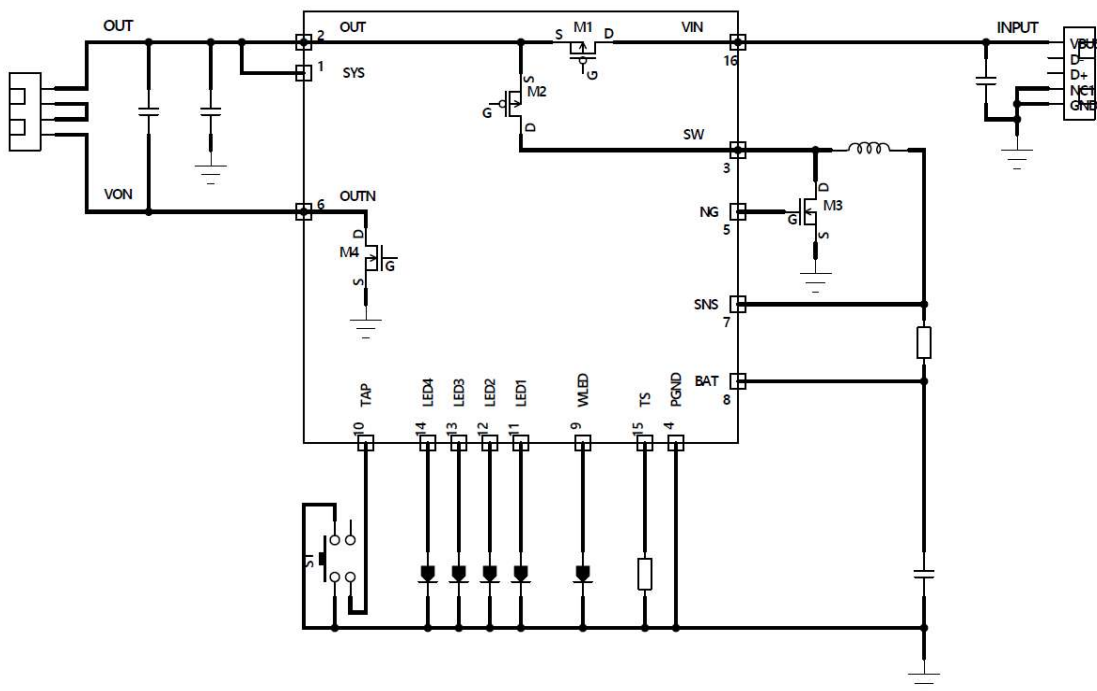 OUT
2
OUT
S
M1
D
VIN
16
INPUT
G
1
SYS
D-
D+
NC1
GND
S
G
M2
D
SW
3
VON
6
OUTN
NG
5
D
G
M3
S
D
M4
G
S
SNS
7
BAT
8
TAP
LED4
LED3
LED2
LED1
WLED
TS
PGND
10
14
13
12
11
9
15
4
S1